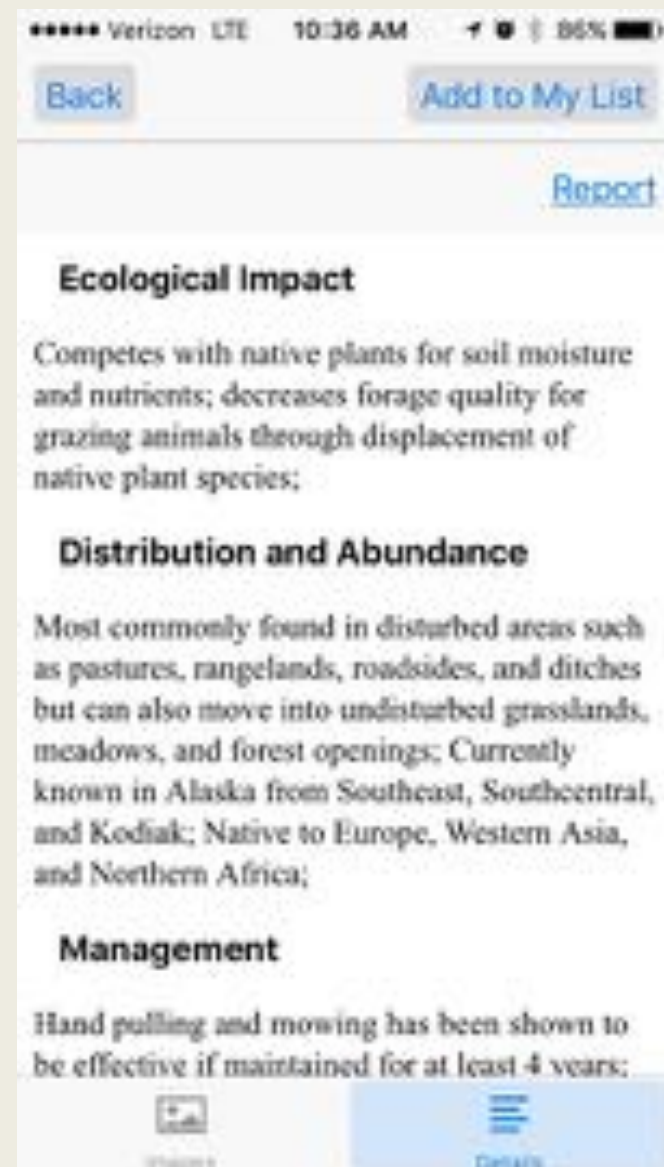 Verizon LTE 10:36 AM 86%
Back Add to My List
Report
Ecological Impact
Competes with native plants for soil moisture
and nutrients; decreases forage quality for
grazing animals through displacement of
native plant species;
Distribution and Abundance
Most commonly found in disturbed areas such
as pastures, rangelands, roadsides, and ditches
but can also move into undisturbed grasslands,
meadows, and forest openings; Currently
known in Alaska from Southeast, Southcentral,
and Kodiak; Native to Europe, Western Asia,
and Northern Africa;
Management
Hand pulling and mowing has been shown to
be effective if maintained for at least 4 years;
Images Details